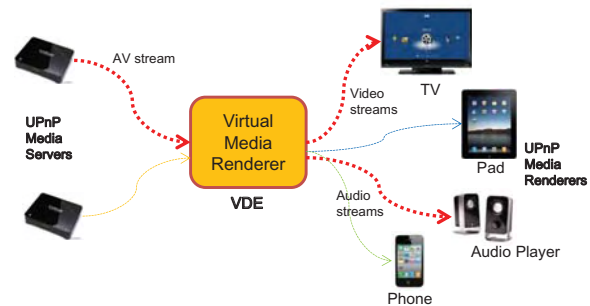 AV stream
UPnP
Media
Servers
Virtual
Media
Renderer
VDE
Video
streams
TV
Pad
UPnP
Media
Renderers
Audio
streams
Audio Player
Phone